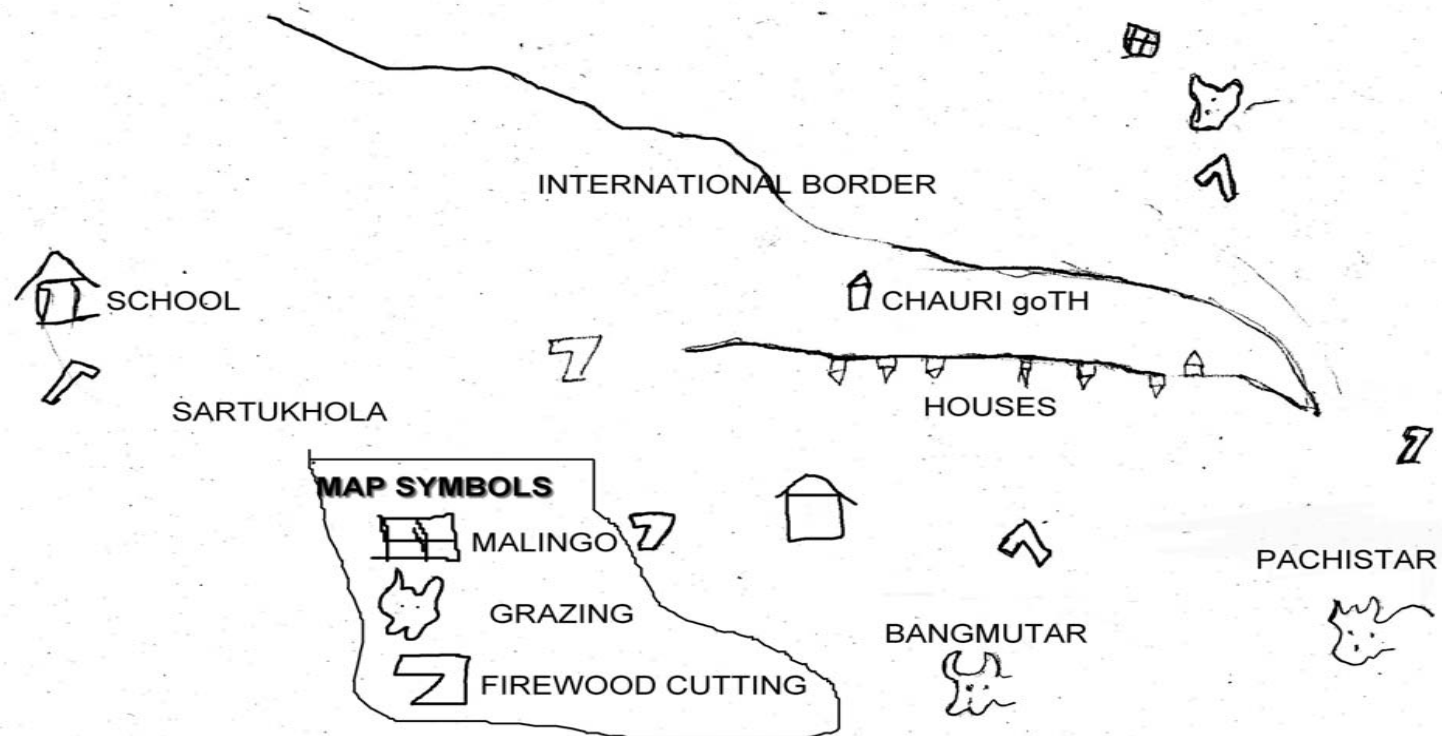 INTERNATIONAL BORDER
SCHOOL
CHAURI goTH
SARTUKHOLA
HOUSES
MAP SYMBOLS
MALINGO
GRAZING
FIREWOOD CUTTING
PACHISTAR
BANGMUTAR